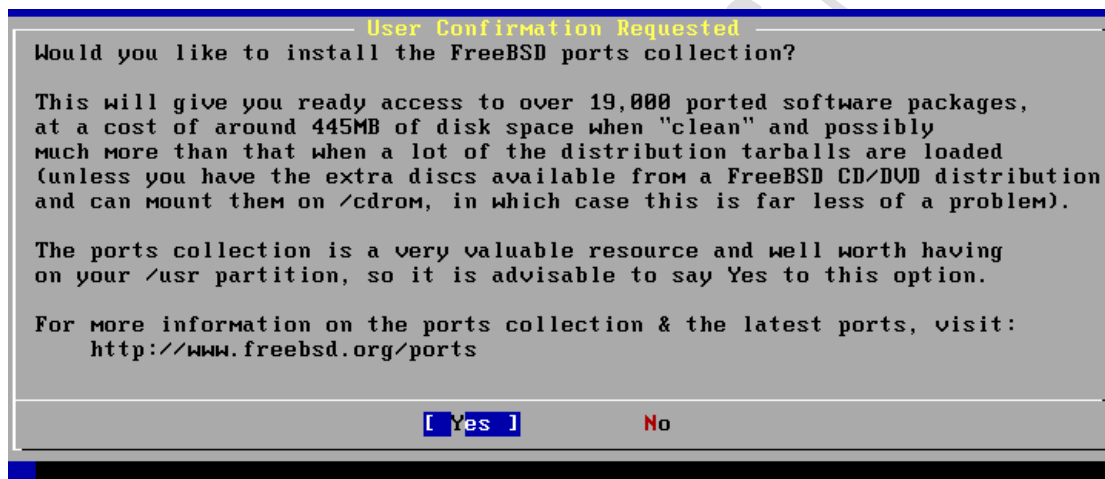 User Confirmation Requested
Would you like to install the FreeBSD ports collection?
This will give you ready access to over 19,000 ported software packages,
at a cost of around 445MB of disk space when "clean" and possibly
much more than that when a lot of the distribution tarballs are loaded
(unless you have the extra discs available from a FreeBSD CD/DVD distribution
and can mount them on /cdrom, in which case this is far less of a problem).
The ports collection is a very valuable resource and well worth having
on your /usr partition, so it is advisable to say Yes to this option.
For more information on the ports collection & the latest ports, visit:
http://www.freebsd.org/ports
[ Yes ] No